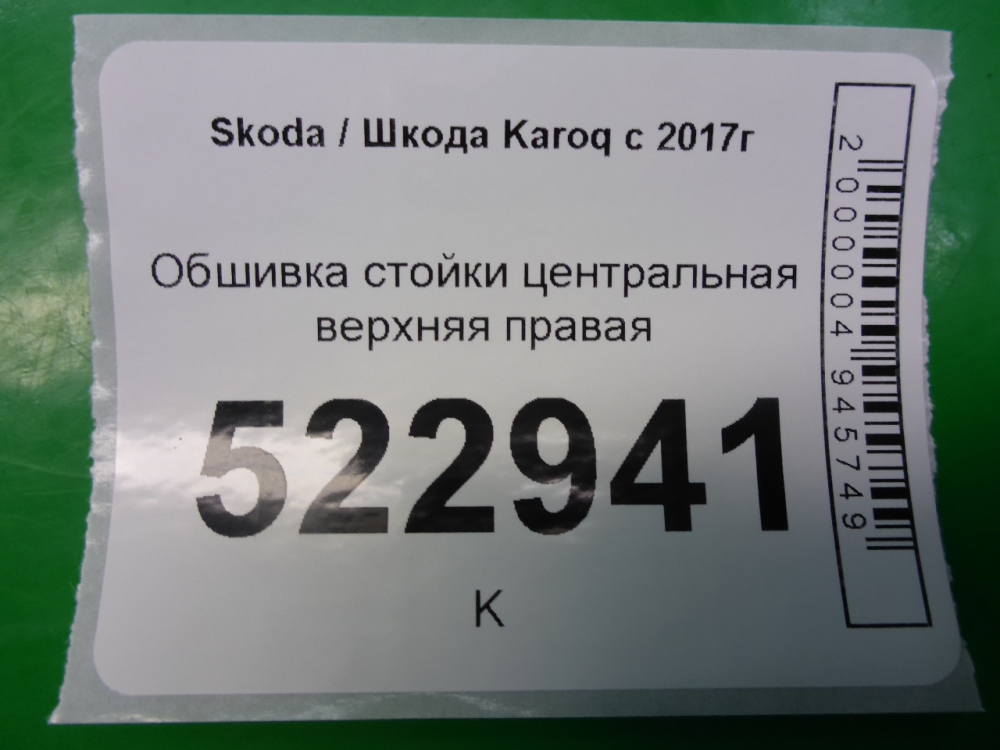 Skoda / Шкода Karoq с 2017г
Обшивка стойки центральная
верхняя правая
522941
К
2000004945749